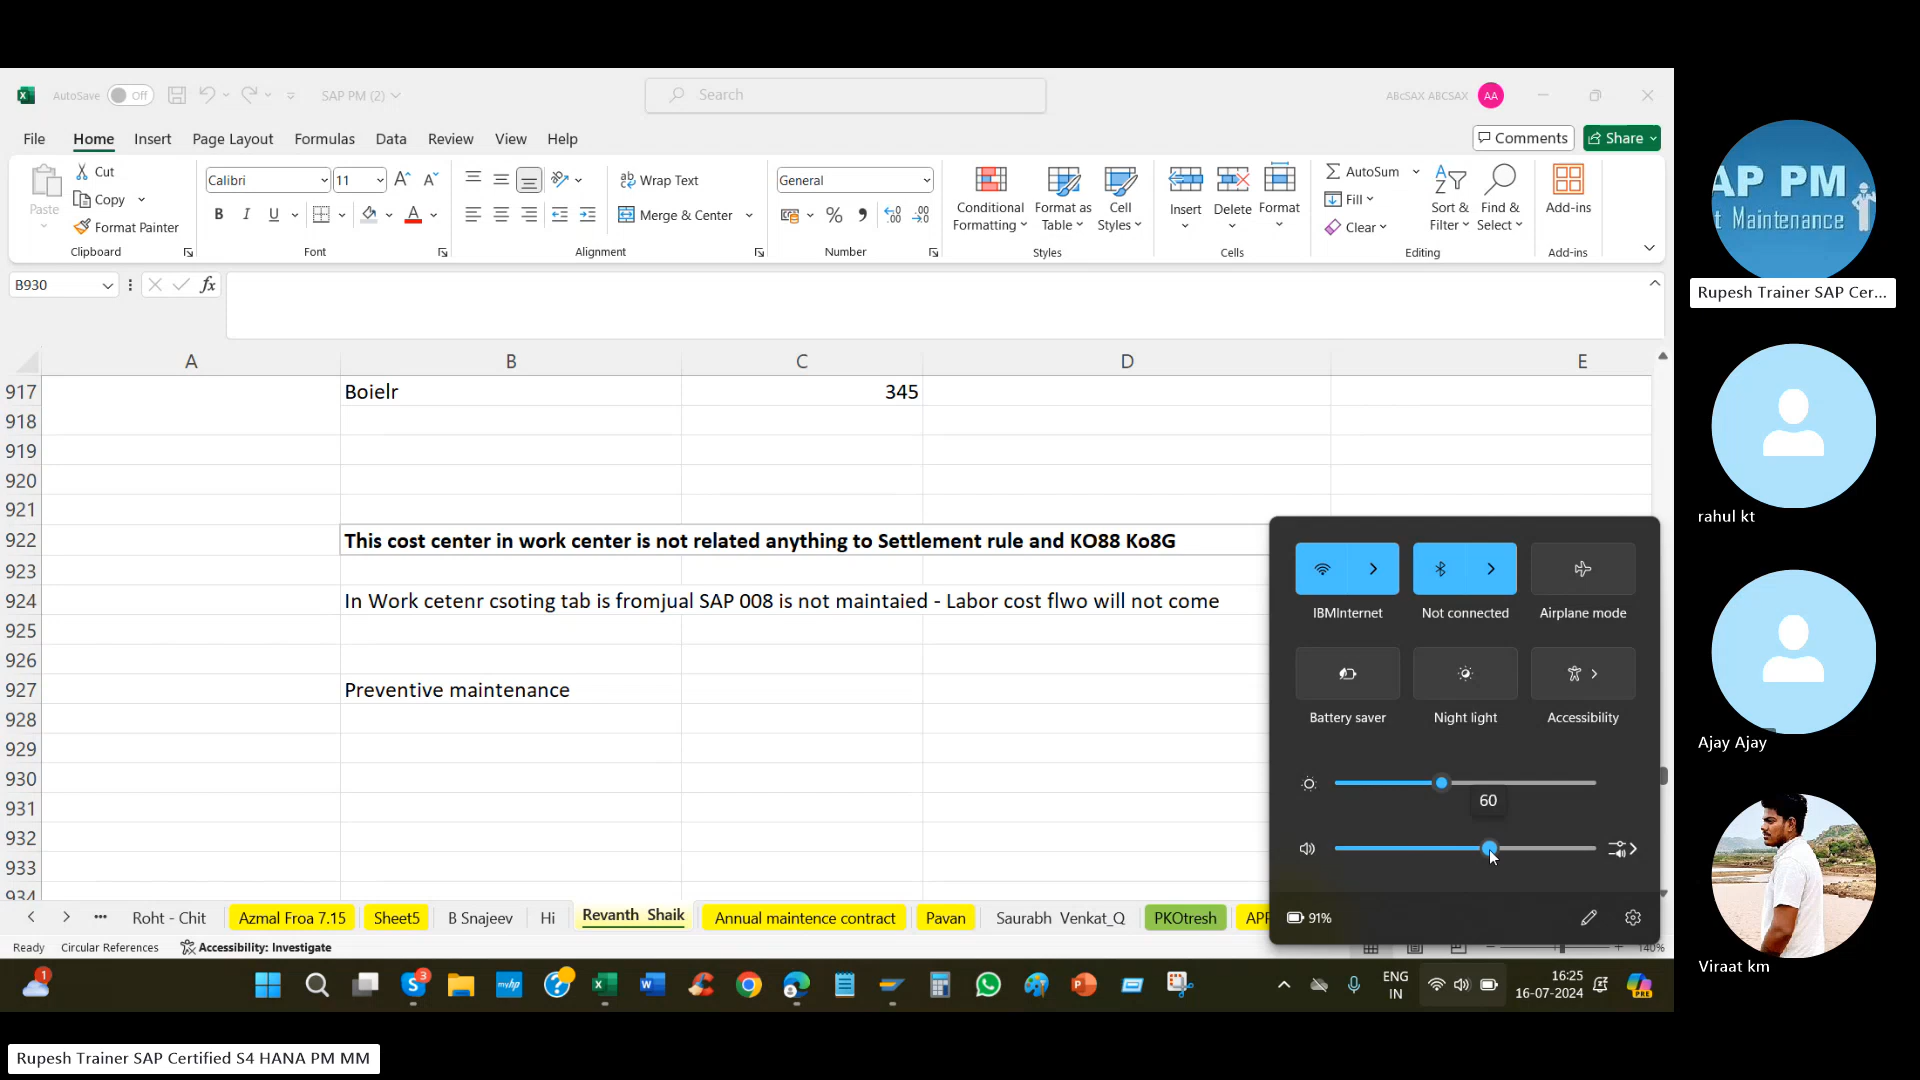 AutoSave Off SAP PM (2) Search ABcSAX ABCSAX AA
File Home Insert Page Layout Formulas Data Review View Help Comments Share
Paste Cut Copy Format Painter Clipboard
Calibri 11 B I U A Font
Wrap Text Merge & Center Alignment
General % Number
Conditional Formatting Format as Table Cell Styles Styles
Insert Delete Format Cells
AutoSum Fill Clear Sort & Filter Find & Select Editing
Add-ins Add-ins
B930 fx
A B C D E
917 Boielr 345
918
919
920
921
922 This cost center in work center is not related anything to Settlement rule and KO88 Ko8G
923
924 In Work cetenr csoting tab is fromjual SAP 008 is not maintaied - Labor cost flwo will not come
925
926
927 Preventive maintenance
928
929
930
931
932
933
934
IBMInternet Not connected Airplane mode
Battery saver Night light Accessibility
60
91%
Roht - Chit Azmal Froa 7.15 Sheet5 B Snajeev Hi Revanth Shaik Annual maintence contract Pavan Saurabh Venkat_Q PKOtresh APP
Ready Circular References Accessibility: Investigate 140%
1 3 myhp ENG IN 16:25 16-07-2024 PRE
AP PM
t Maintenance
Rupesh Trainer SAP Cer...
rahul kt
Ajay Ajay
Viraat km
Rupesh Trainer SAP Certified S4 HANA PM MM